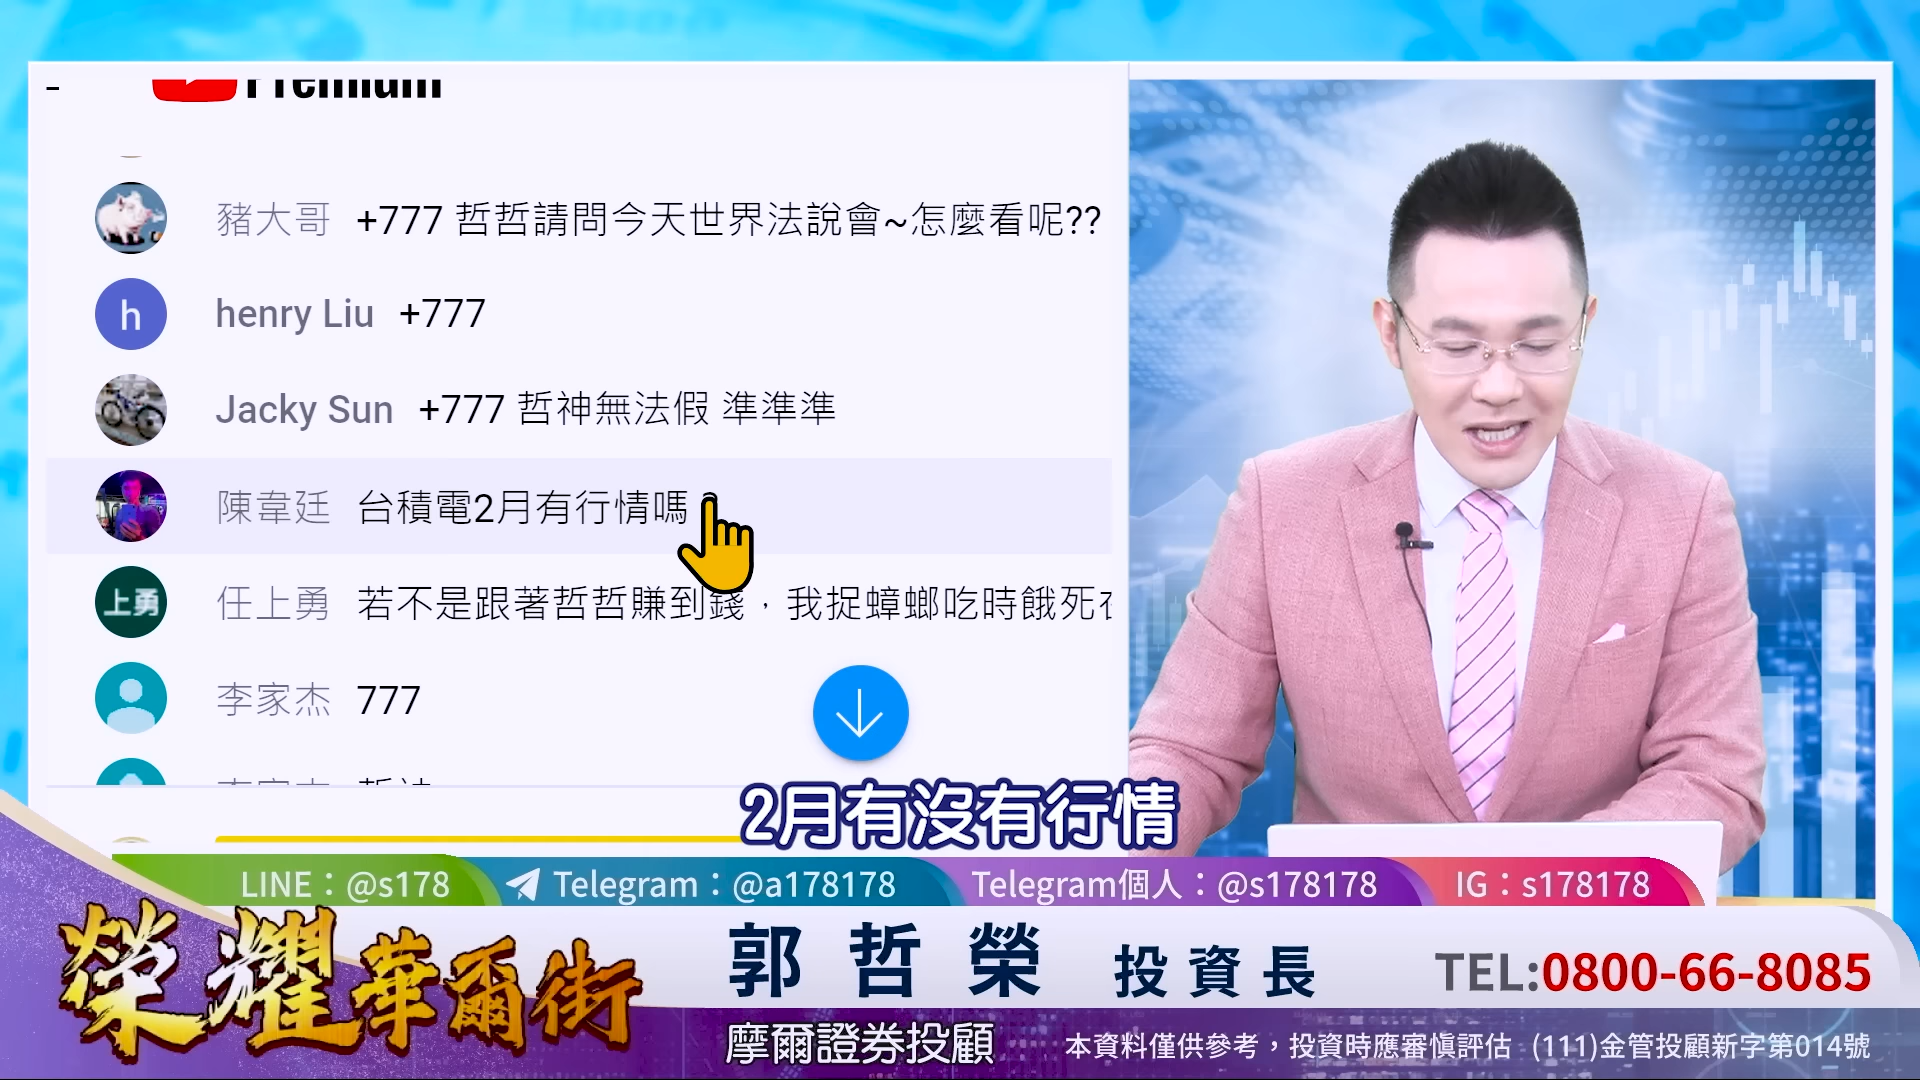 Premium
豬大哥 +777 哲哲請問今天世界法說會~怎麼看呢??
h henry Liu +777
Jacky Sun +777 哲神無法假 準準準
陳韋廷 台積電2月有行情嗎
上勇 任上勇 若不是跟著哲哲賺到錢，我捉蟑螂吃時餓死在
李家杰 777
2月有沒有行情
LINE：@s178 Telegram：@a178178 Telegram個人：@s178178 IG：s178178
榮耀華爾街
郭哲榮 投資長 TEL:0800-66-8085
摩爾證券投顧 本資料僅供參考，投資時應審慎評估 (111)金管投顧新字第014號